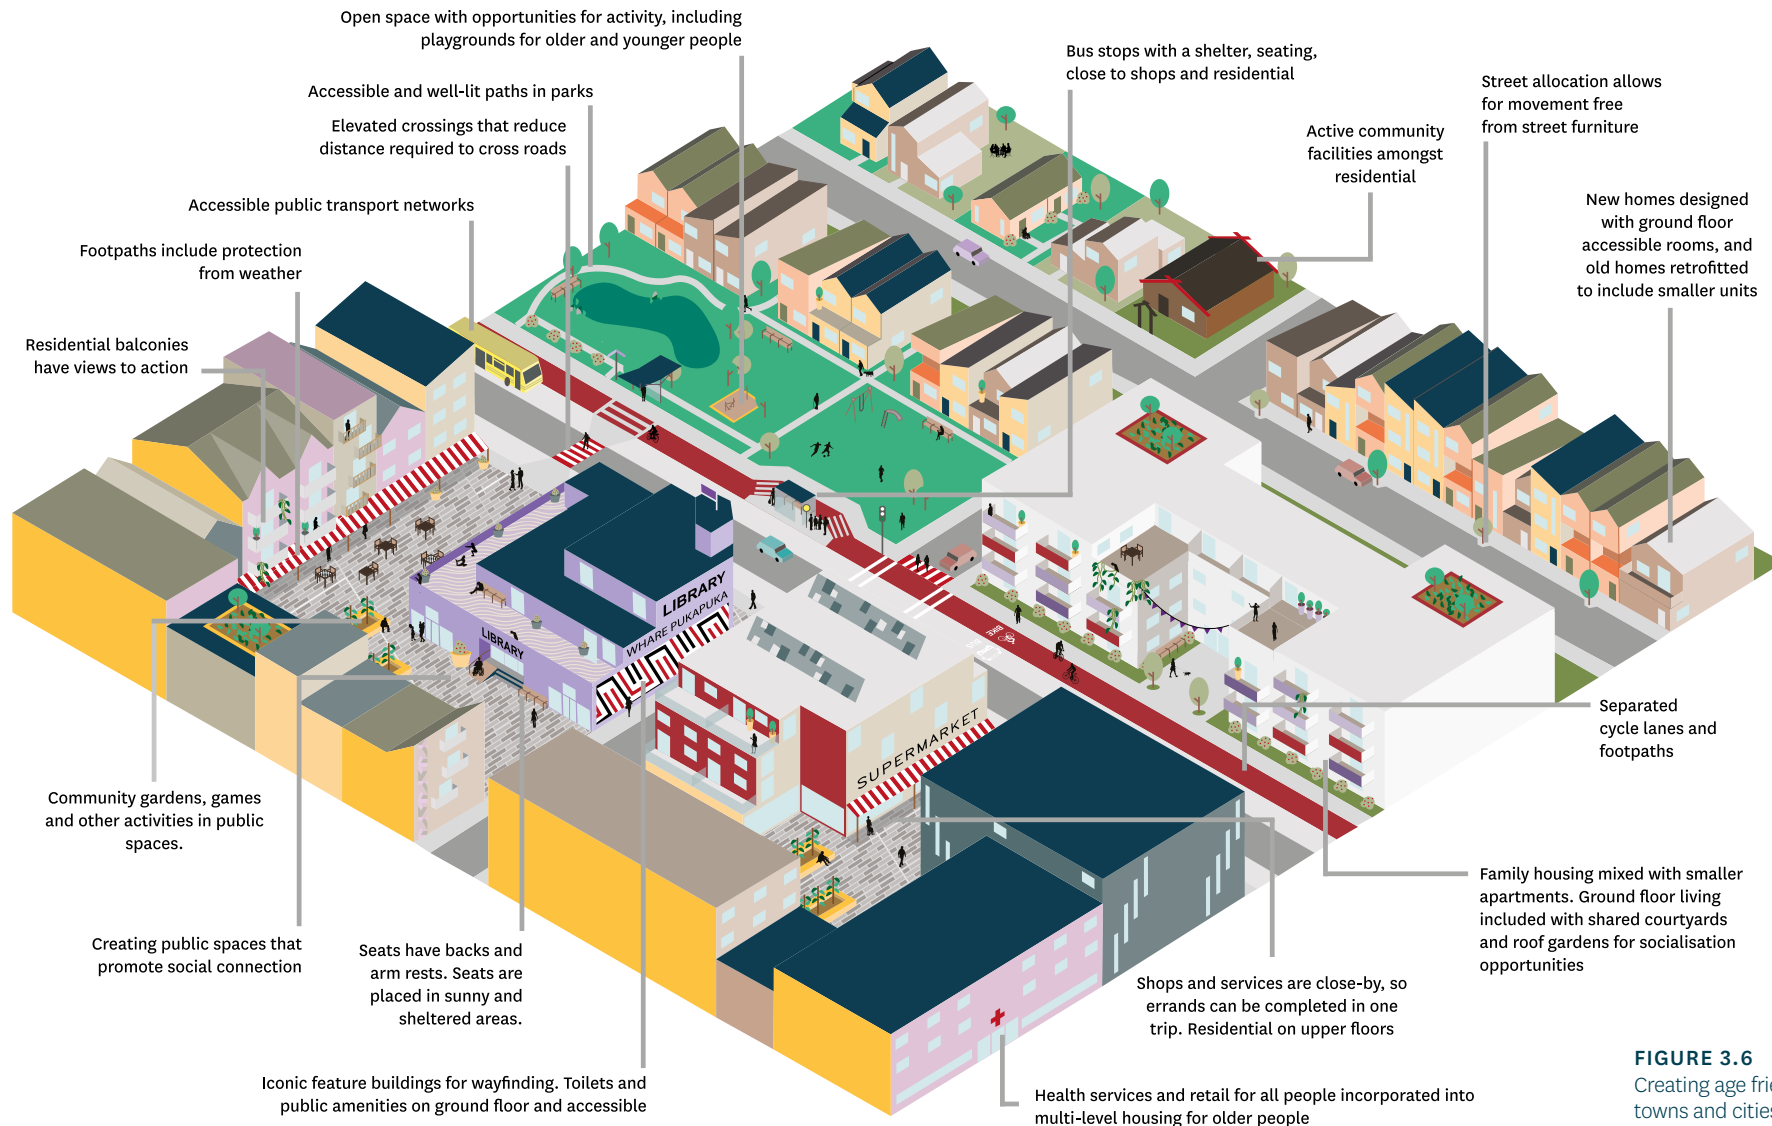 Open space with opportunities for activity, including
playgrounds for older and younger people
Bus stops with a shelter, seating,
close to shops and residential
Street allocation allows
for movement free
from street furniture
Accessible and well-lit paths in parks
Elevated crossings that reduce
distance required to cross roads
Active community
facilities amongst
residential
Accessible public transport networks
New homes designed
with ground floor
accessible rooms, and
old homes retrofitted
to include smaller units
Footpaths include protection
from weather
Residential balconies
have views to action
LIBRARY
WHARE PUKAPUKA
LIBRARY
BIKE
SUPERMARKET
Separated
cycle lanes and
footpaths
Community gardens, games
and other activities in public
spaces.
Family housing mixed with smaller
apartments. Ground floor living
included with shared courtyards
and roof gardens for socialisation
opportunities
Creating public spaces that
promote social connection
Seats have backs and
arm rests. Seats are
placed in sunny and
sheltered areas.
Shops and services are close-by, so
errands can be completed in one
trip. Residential on upper floors
Iconic feature buildings for wayfinding. Toilets and
public amenities on ground floor and accessible
Health services and retail for all people incorporated into
multi-level housing for older people
FIGURE 3.6
Creating age frie
towns and cities